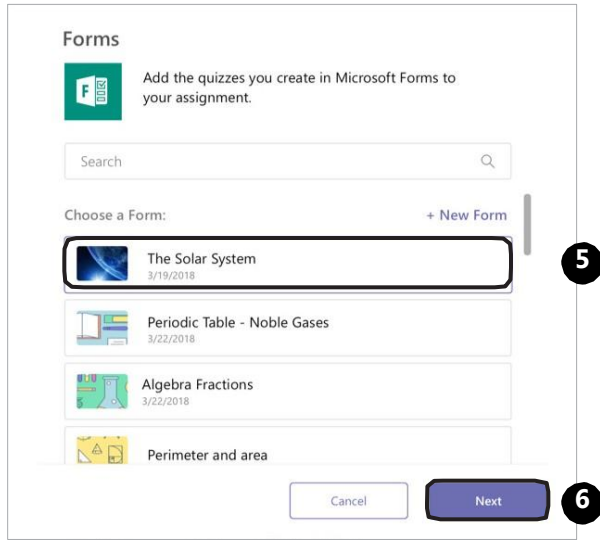 Forms
F
Add the quizzes you create in Microsoft Forms to
your assignment.
Search
Choose a Form:
+ New Form
The Solar System
3/19/2018
5
Periodic Table - Noble Gases
3/22/2018
Algebra Fractions
3/22/2018
Perimeter and area
Cancel
Next
6